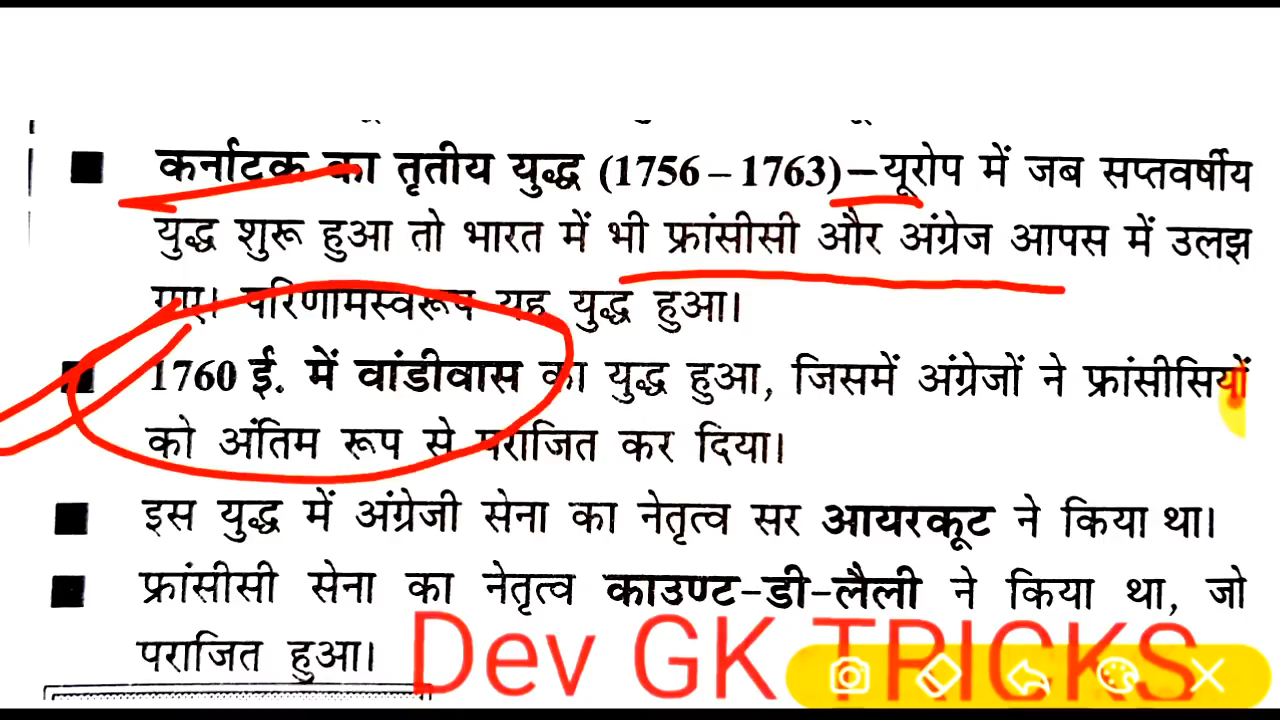 ■ कर्नाटक का तृतीय युद्ध (1756 – 1763)–यूरोप में जब सप्तवर्षीय
युद्ध शुरू हुआ तो भारत में भी फ्रांसीसी और अंग्रेज आपस में उलझ
गए। परिणामस्वरूप यह युद्ध हुआ।
■ 1760 ई. में वांडीवास का युद्ध हुआ, जिसमें अंग्रेजों ने फ्रांसीसियों
को अंतिम रूप से पराजित कर दिया।
■ इस युद्ध में अंग्रेजी सेना का नेतृत्व सर आयरकूट ने किया था।
■ फ्रांसीसी सेना का नेतृत्व काउण्ट-डी-लैली ने किया था, जो
पराजित हुआ।
Dev GK TRICKS